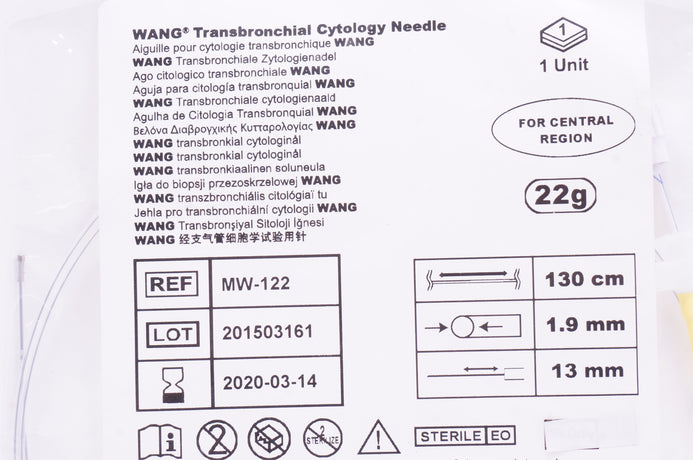 WANG® Transbronchial Cytology Needle
Aiguille pour cytologie transbronchique WANG
WANG Transbronchiale Zytologienadel
Ago citologico transbronchiale WANG
Aguja para citología transbronquial WANG
WANG Transbronchiale cytologienaald
Agulha de Citologia Transbronquial WANG
Βελόνα Διαβρογχικής Κυτταρολογίας WANG
WANG transbronkial cytologinål
WANG transbronkial cytologinål
WANG transbronkiaalinen soluneula
Igła do biopsji przezoskrzelowej WANG
WANG transzbronchiális citológiaï tu
Jehla pro transbronchiální cytologii WANG
WANG Transbronşiyal Sitoloji İğnesi
WANG 经支气管细胞学试验用针
1
1 Unit
FOR CENTRAL
REGION
22g
REF MW-122
LOT 201503161
2020-03-14
130 cm
1.9 mm
13 mm
i
2
2
STERILIZE
!
STERILE EO